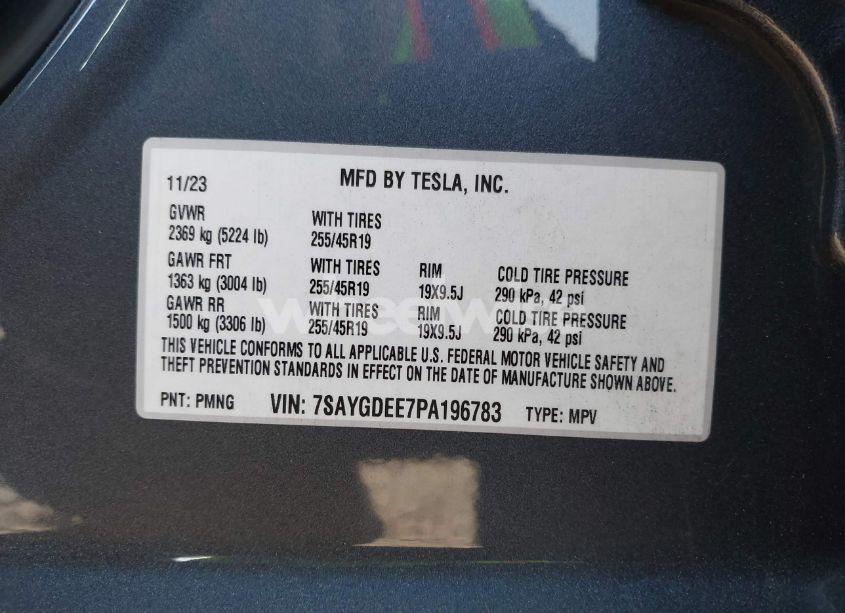 11/23 MFD BY TESLA, INC.
GVWR WITH TIRES
2369 kg (5224 lb) 255/45R19
GAWR FRT WITH TIRES RIM COLD TIRE PRESSURE
1363 kg (3004 lb) 255/45R19 19X9.5J 290 kPa, 42 psi
GAWR RR WITH TIRES RIM COLD TIRE PRESSURE
1500 kg (3306 lb) 255/45R19 19X9.5J 290 kPa, 42 psi
THIS VEHICLE CONFORMS TO ALL APPLICABLE U.S. FEDERAL MOTOR VEHICLE SAFETY AND
THEFT PREVENTION STANDARDS IN EFFECT ON THE DATE OF MANUFACTURE SHOWN ABOVE.
PNT: PMNG VIN: 7SAYGDEE7PA196783 TYPE: MPV